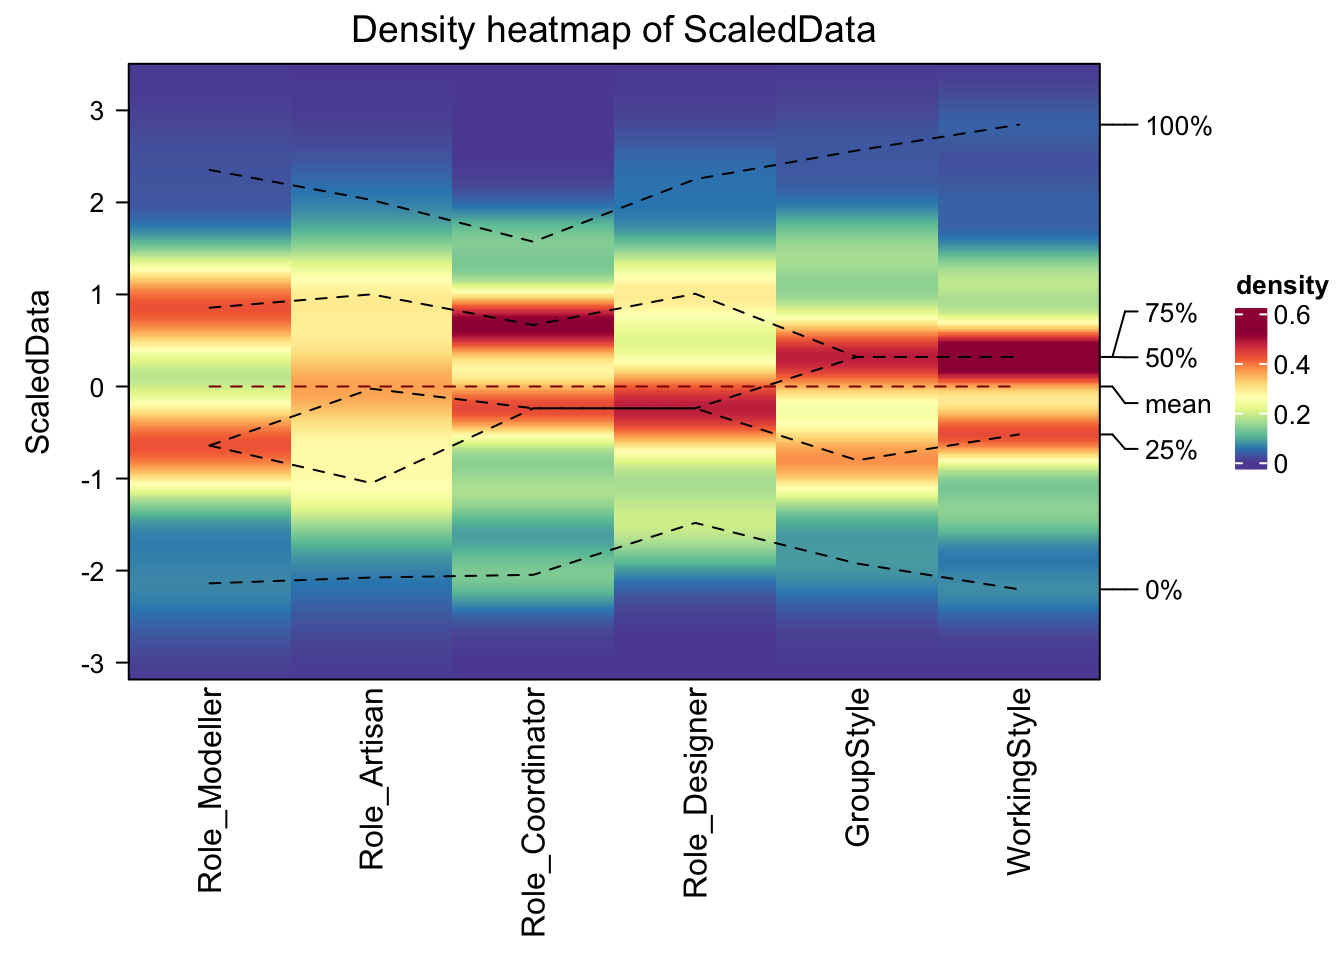 Density heatmap of ScaledData
ScaledData
3
2
1
0
-1
-2
-3
100%
75%
50%
mean
25%
0%
density
0.6
0.4
0.2
0
Role_Modeller
Role_Artisan
Role_Coordinator
Role_Designer
GroupStyle
WorkingStyle